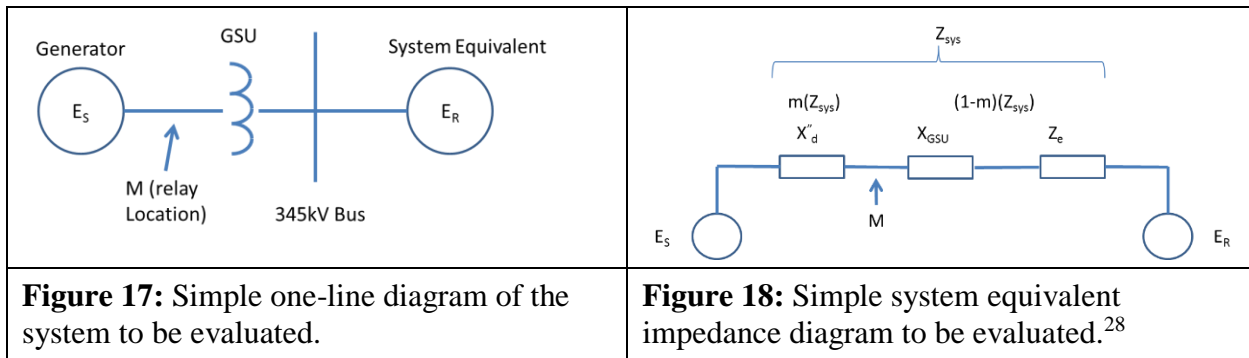 GSU
Generator
System Equivalent
E_S
E_R
M (relay
Location)
345kV Bus
Z_sys
m(Z_sys)
(1-m)(Z_sys)
X"_d
X_GSU
Z_e
M
E_S
E_R
Figure 17: Simple one-line diagram of the
system to be evaluated.
Figure 18: Simple system equivalent
impedance diagram to be evaluated.²⁸